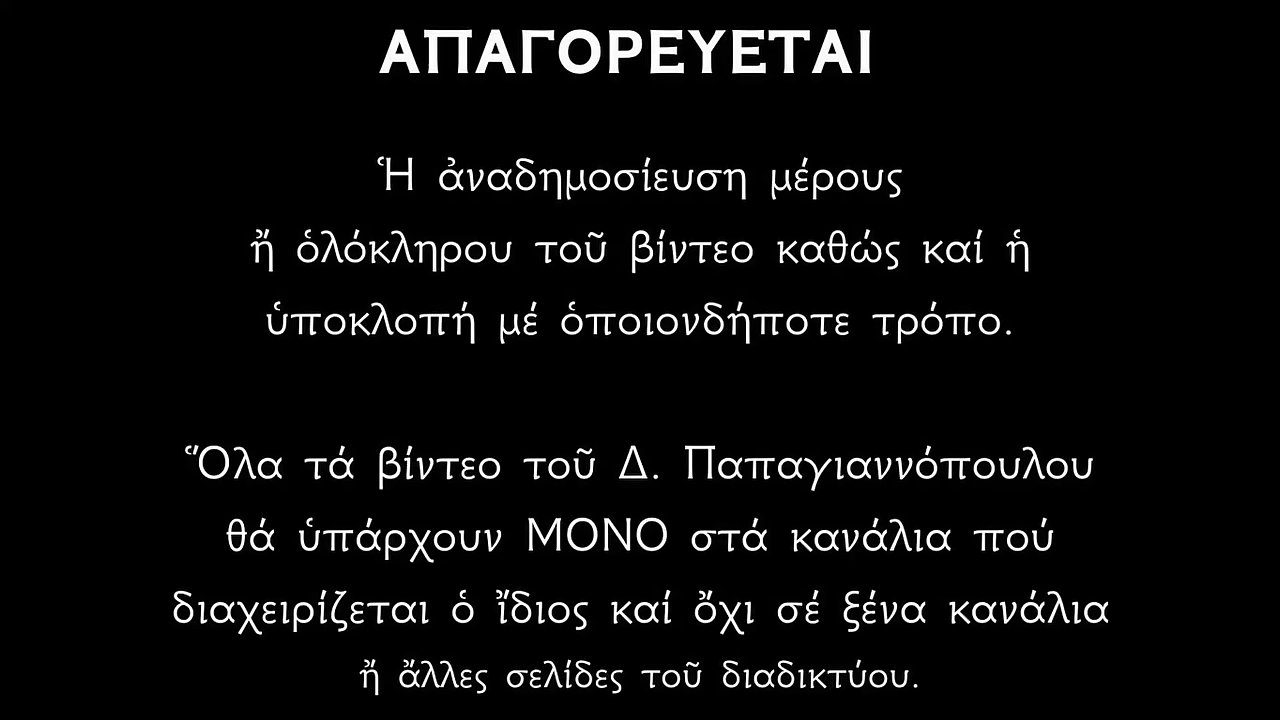 ΑΠΑΓΟΡΕΥΕΤΑΙ
Ἡ ἀναδημοσίευση μέρους
ἤ ὁλόκληρου τοῦ βίντεο καθώς καί ἡ
ὑποκλοπή μέ ὁποιονδήποτε τρόπο.
Ὅλα τά βίντεο τοῦ Δ. Παπαγιαννόπουλου
θά ὑπάρχουν ΜΟΝΟ στά κανάλια πού
διαχειρίζεται ὁ ἴδιος καί ὄχι σέ ξένα κανάλια
ἤ ἄλλες σελίδες τοῦ διαδικτύου.